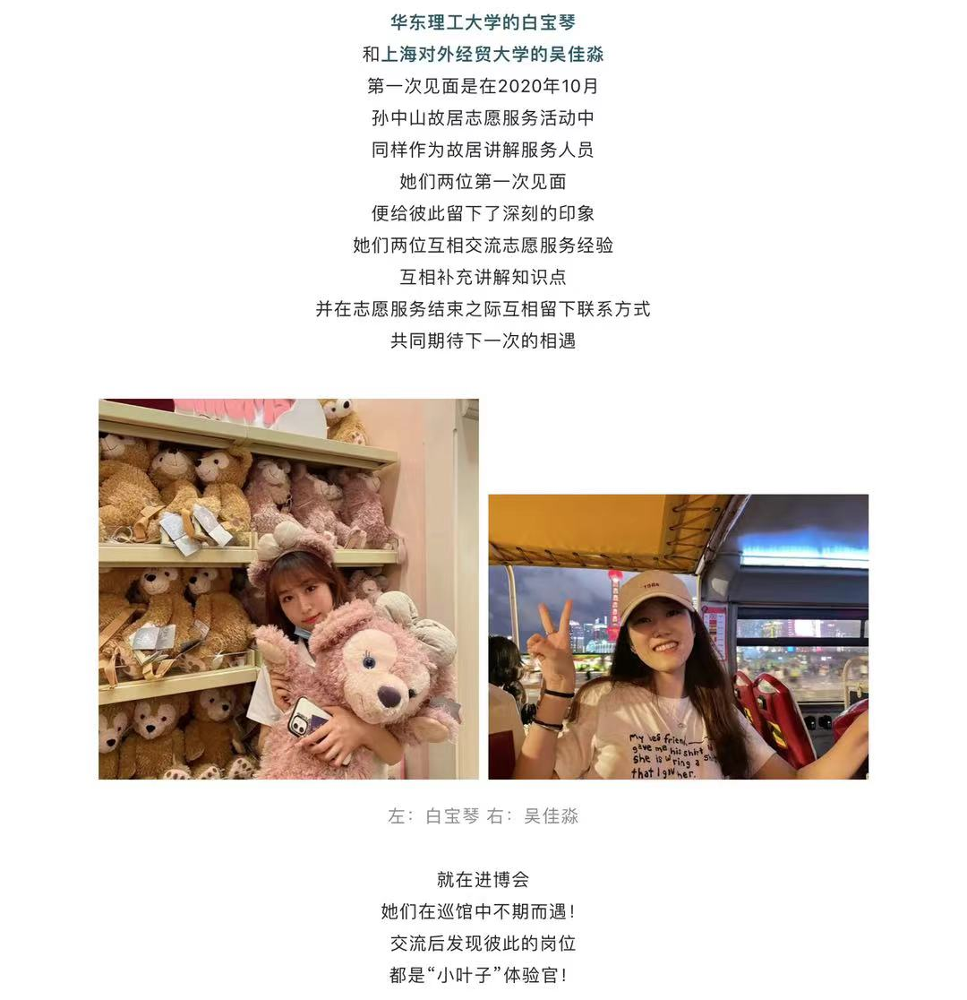 华东理工大学的白宝琴
和上海对外经贸大学的吴佳淼
第一次见面是在2020年10月
孙中山故居志愿服务活动中
同样作为故居讲解服务人员
她们两位第一次见面
便给彼此留下了深刻的印象
她们两位互相交流志愿服务经验
互相补充讲解知识点
并在志愿服务结束之际互相留下联系方式
共同期待下一次的相遇
1984
My bes friend
gave me his shirt
she is wring a
that I gav her.
左：白宝琴 右：吴佳淼
就在进博会
她们在巡馆中不期而遇！
交流后发现彼此的岗位
都是“小叶子”体验官！